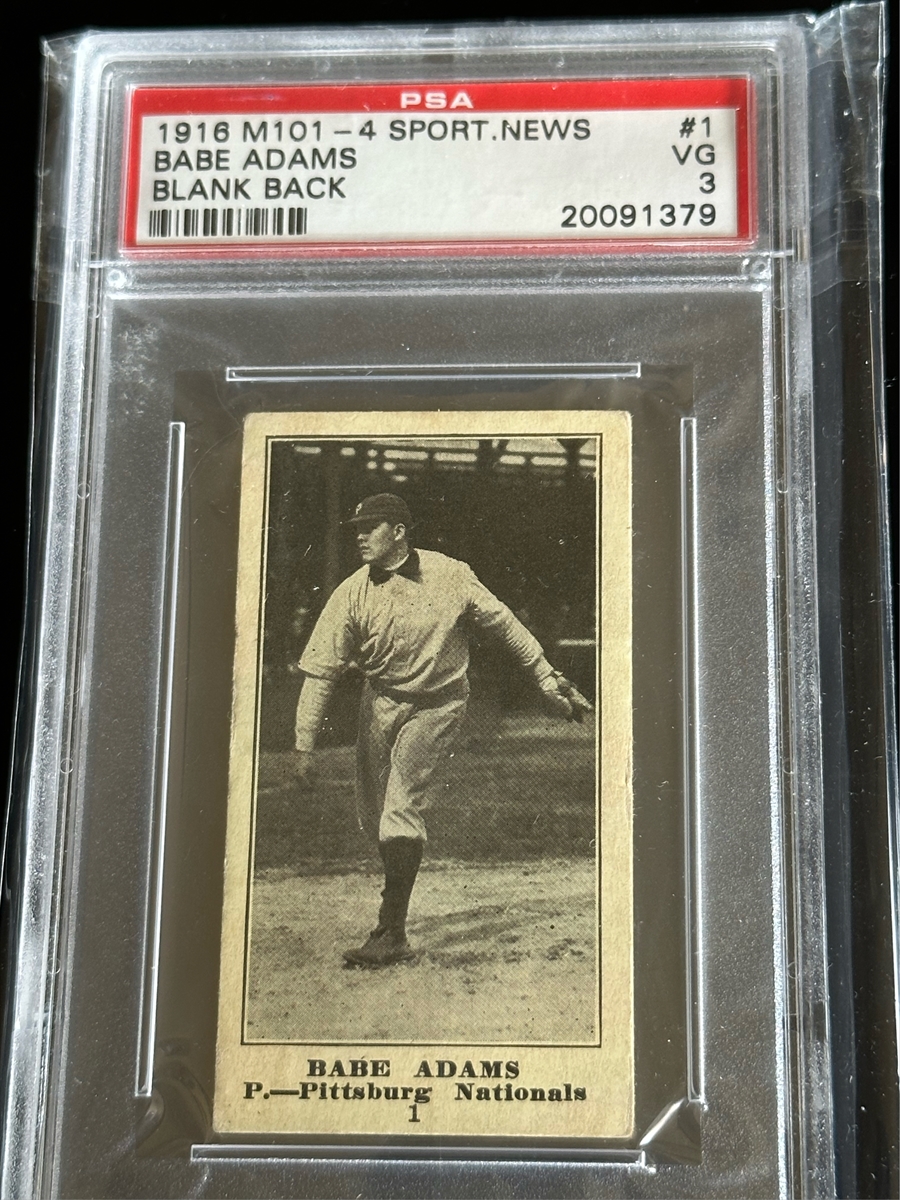 PSA
1916 M101-4 SPORT.NEWS #1
BABE ADAMS VG
BLANK BACK 3
20091379
BABE ADAMS
P.—Pittsburg Nationals
1